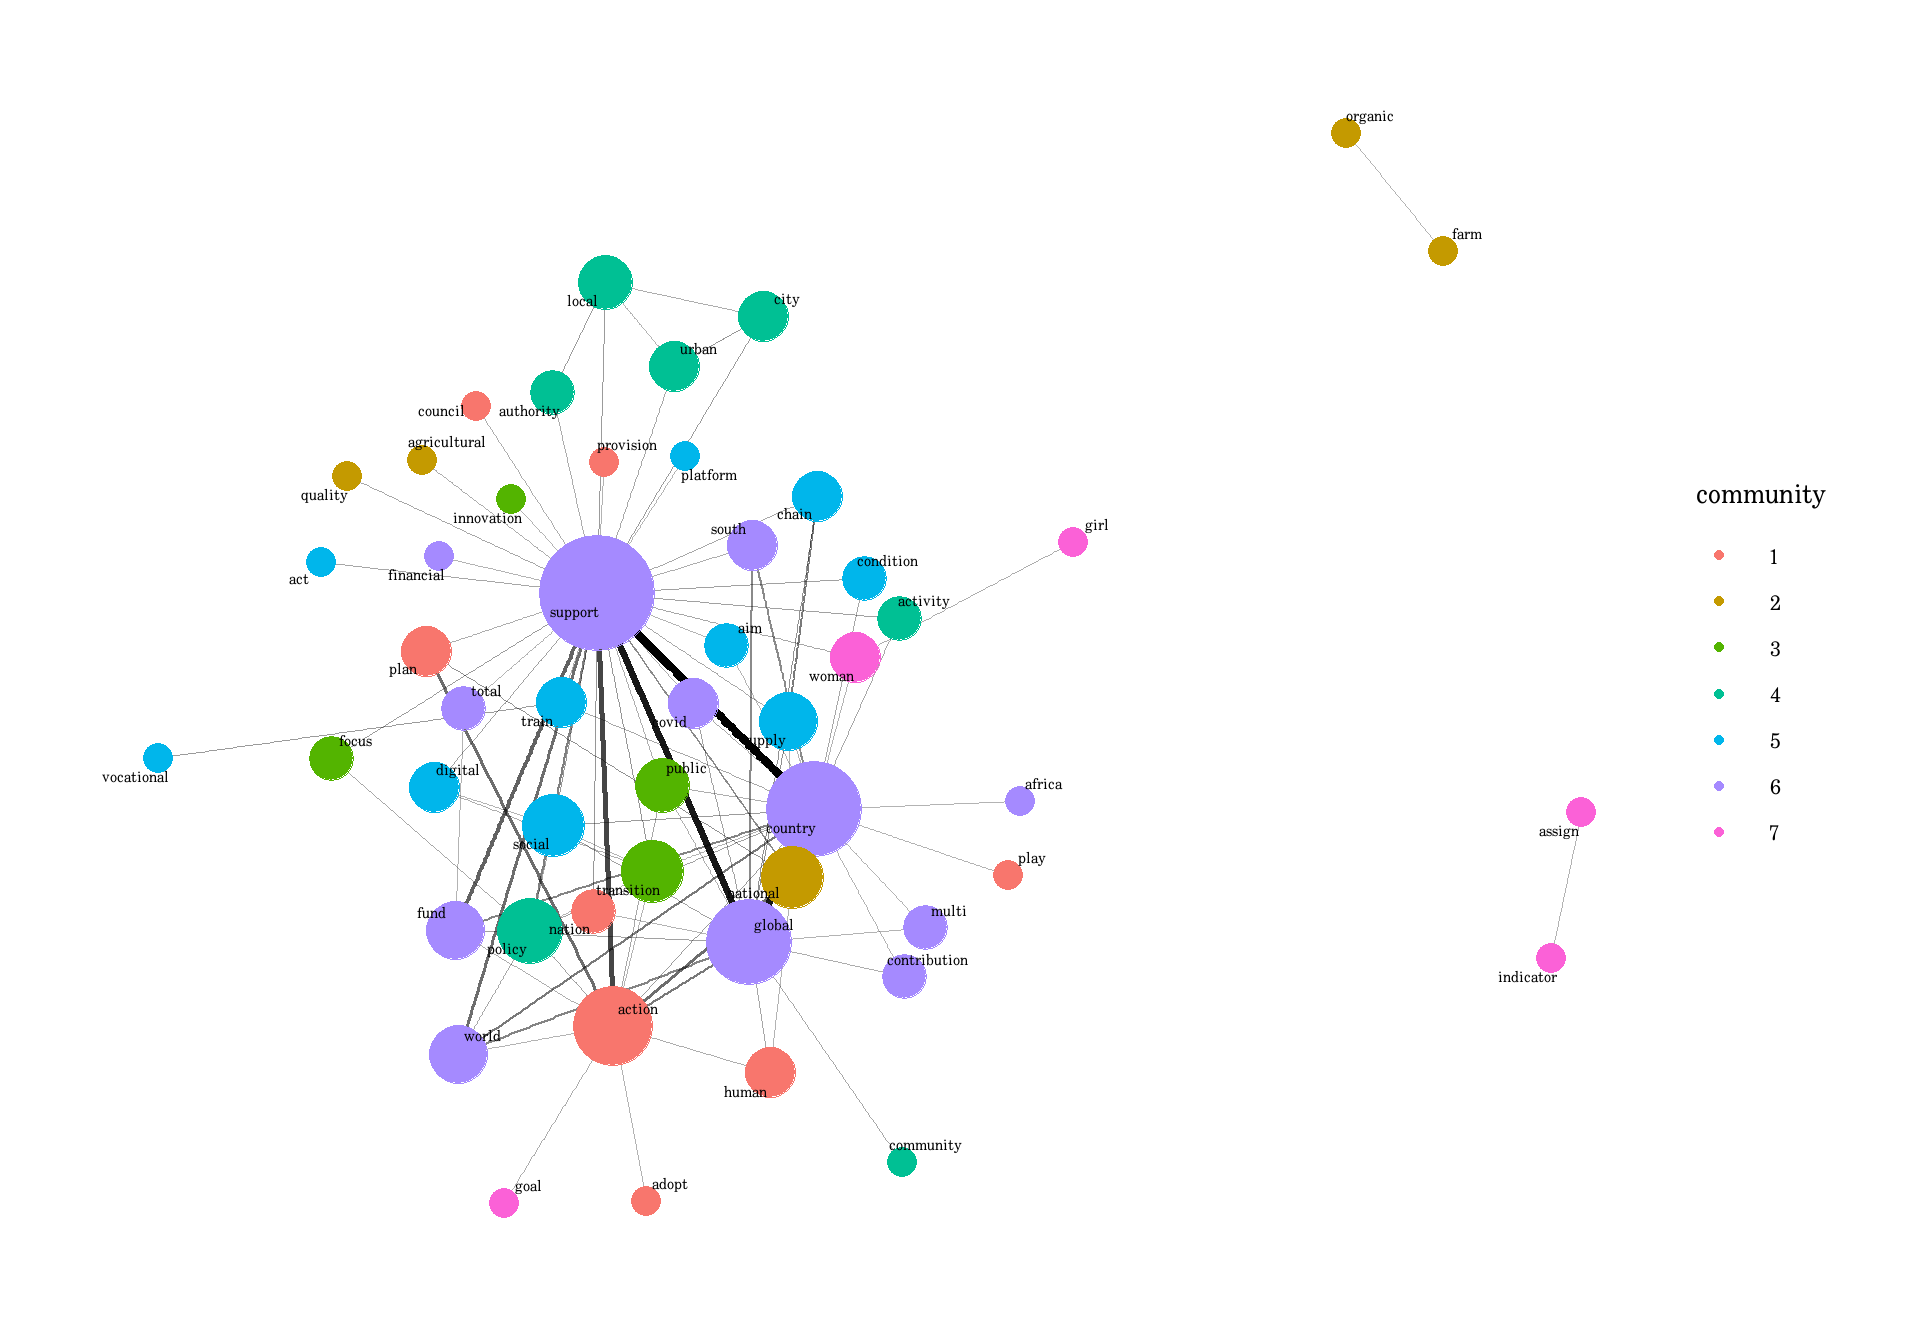 organic
farm
local
city
urban
council
authority
agricultural
provision
platform
quality
innovation
chain
south
girl
act
financial
condition
support
activity
aim
plan
woman
total
train
covid
supply
focus
vocational
digital
public
africa
social
country
assign
play
transition
national
fund
nation
global
multi
policy
contribution
indicator
action
world
human
community
goal
adopt
community
1
2
3
4
5
6
7